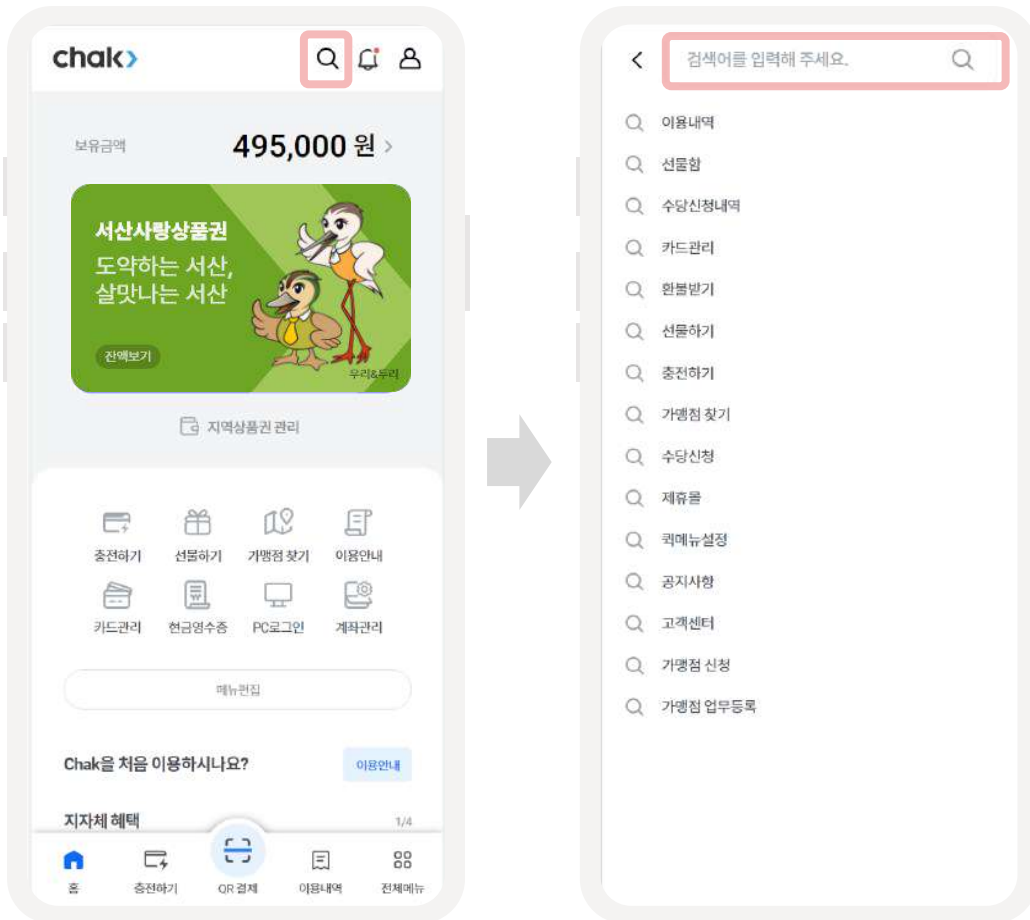 chak
보유금액
495,000 원
서산사랑상품권
도약하는 서산,
살맛나는 서산
잔액보기
우리&두리
지역상품권 관리
충전하기 선물하기 가맹점 찾기 이용안내
카드관리 현금영수증 PC로그인 계좌관리
메뉴편집
Chak을 처음 이용하시나요?
이용안내
지자체 혜택
1/4
홈 충전하기 QR 결제 이용내역 전체메뉴
검색어를 입력해 주세요.
이용내역
선물함
수당신청내역
카드관리
환불받기
선물하기
충전하기
가맹점 찾기
수당신청
제휴몰
퀵메뉴설정
공지사항
고객센터
가맹점 신청
가맹점 업무등록